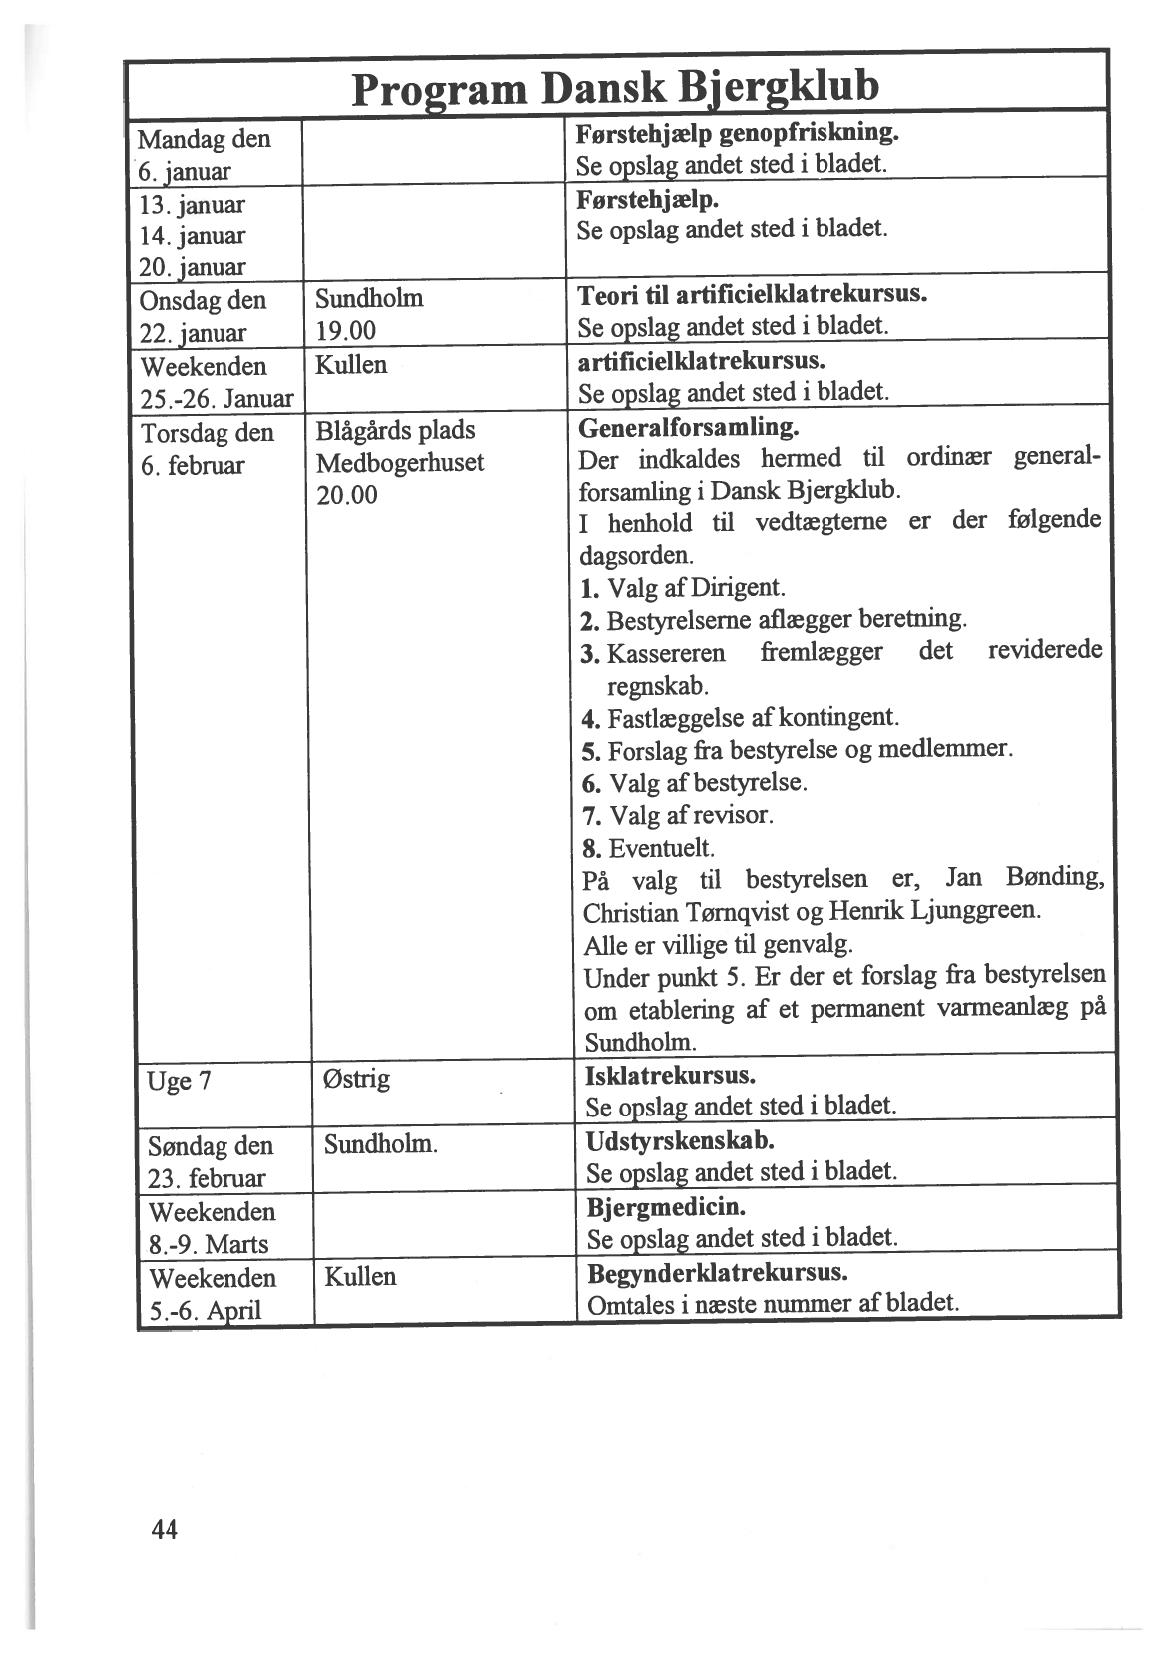 Program Dansk Bjergklub
Mandag den
6. januar
Førstehjælp genopfriskning.
Se opslag andet sted i bladet.
13. januar
14. januar
20. januar
Førstehjælp.
Se opslag andet sted i bladet.
Onsdag den
22. januar
Sundholm
19.00
Teori til artificielklatrekursus.
Se opslag andet sted i bladet.
Weekenden
25.-26. Januar
Kullen
artificielklatrekursus.
Se opslag andet sted i bladet.
Torsdag den
6. februar
Blågårds plads
Medbogerhuset
20.00
Generalforsamling.
Der indkaldes hermed til ordinær general-
forsamling i Dansk Bjergklub.
I henhold til vedtægterne er der følgende
dagsorden.
1. Valg af Dirigent.
2. Bestyrelserne aflægger beretning.
3. Kassereren fremlægger det reviderede
regnskab.
4. Fastlæggelse af kontingent.
5. Forslag fra bestyrelse og medlemmer.
6. Valg af bestyrelse.
7. Valg af revisor.
8. Eventuelt.
På valg til bestyrelsen er, Jan Bønding,
Christian Tørnqvist og Henrik Ljunggreen.
Alle er villige til genvalg.
Under punkt 5. Er der et forslag fra bestyrelsen
om etablering af et permanent varmeanlæg på
Sundholm.
Uge 7
Østrig
Isklatrekursus.
Se opslag andet sted i bladet.
Søndag den
23. februar
Sundholm.
Udstyrskenskab.
Se opslag andet sted i bladet.
Weekenden
8.-9. Marts
Bjergmedicin.
Se opslag andet sted i bladet.
Weekenden
5.-6. April
Kullen
Begynderklatrekursus.
Omtales i næste nummer af bladet.
44